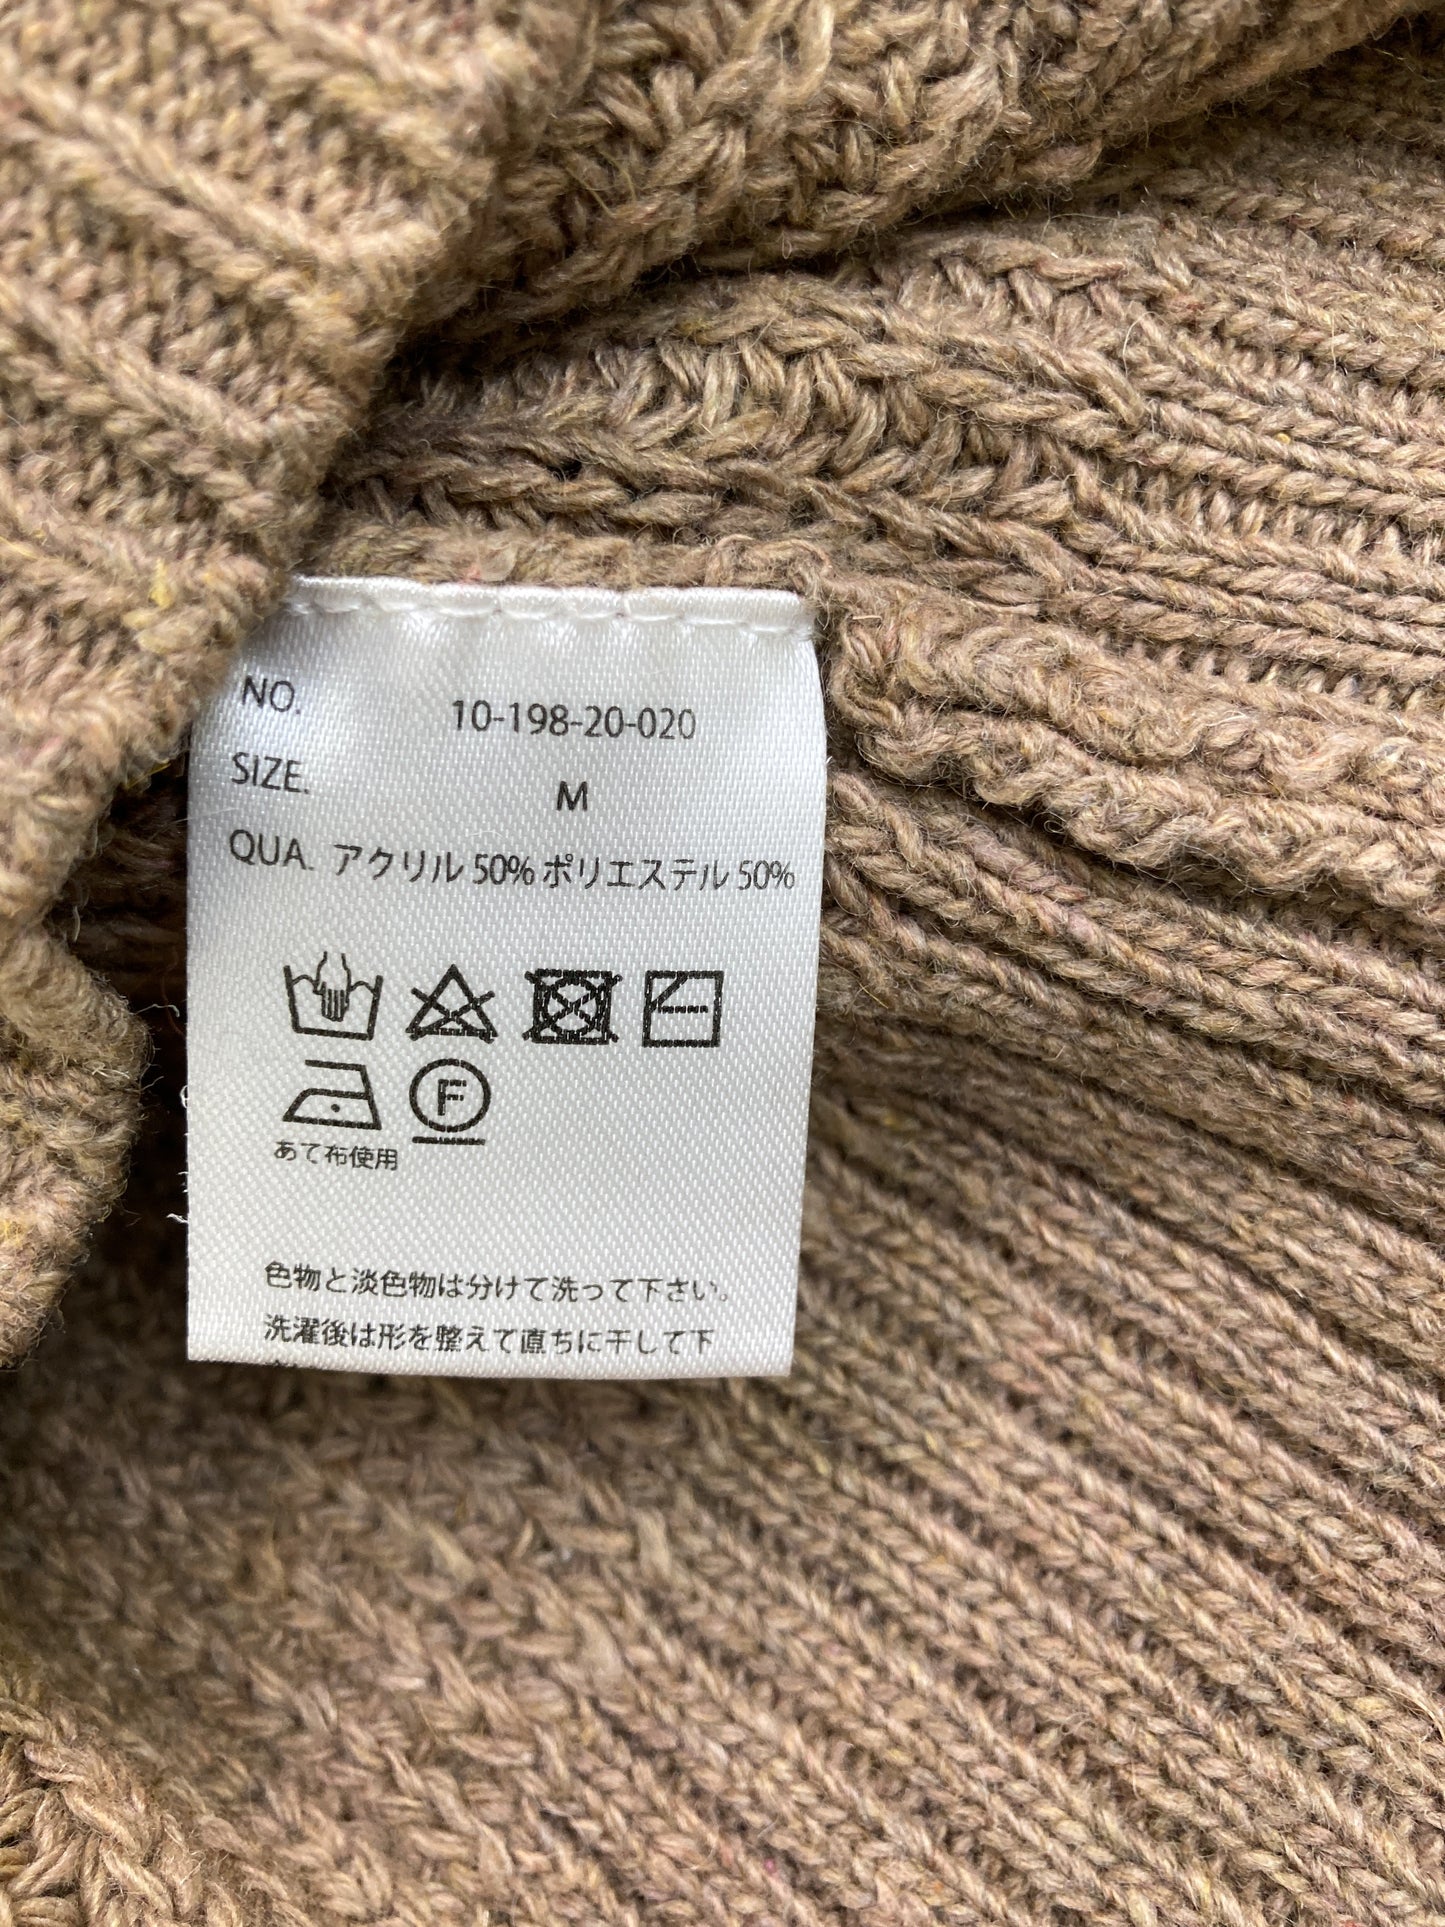 NO. 10-198-20-020
SIZE. M
QUA. アクリル 50% ポリエステル 50%
F
あて布使用
色物と淡色物は分けて洗って下さい。
洗濯後は形を整えて直ちに干して下